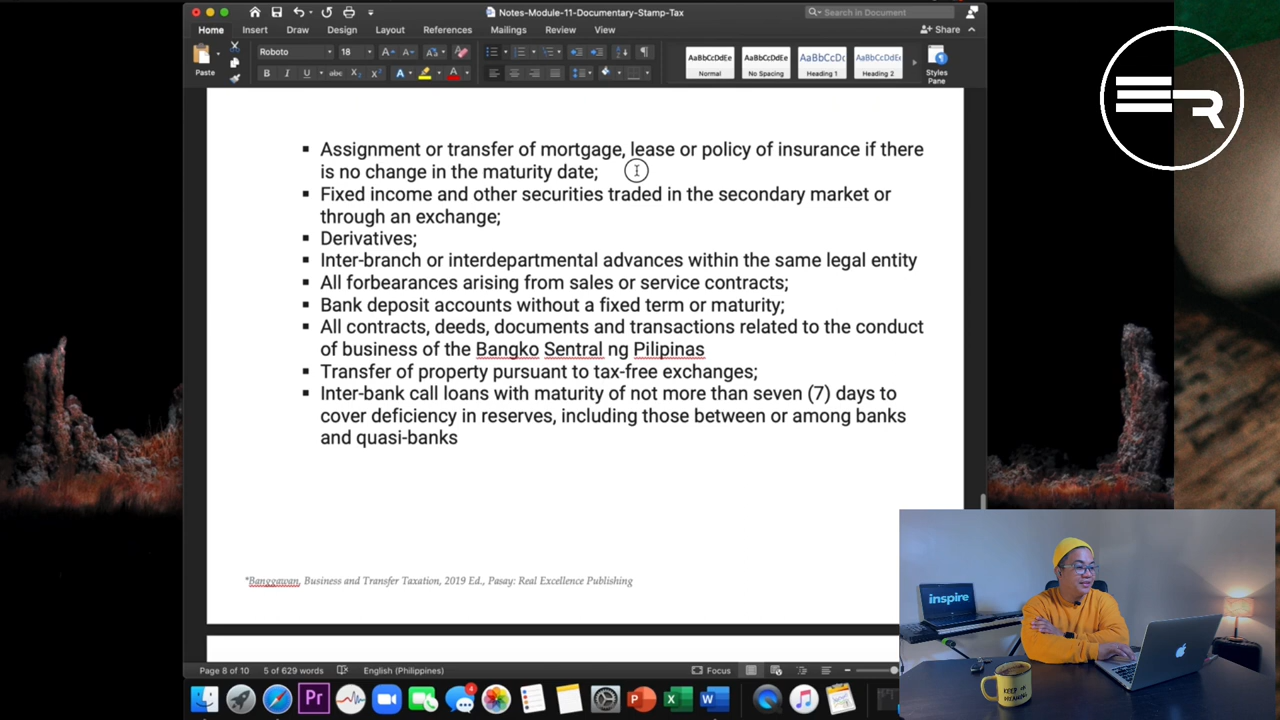 Notes-Module-11-Documentary-Stamp-Tax
Search in Document
Home Insert Draw Design Layout References Mailings Review View
Share
Paste
Roboto 18
B I U abc X₂ X²
AaBbCcDdEe AaBbCcDdEe AaBbCcDc AaBbCcDdEe
Normal No Spacing Heading 1 Heading 2
Styles
Pane
ER
▪ Assignment or transfer of mortgage, lease or policy of insurance if there
is no change in the maturity date;
▪ Fixed income and other securities traded in the secondary market or
through an exchange;
▪ Derivatives;
▪ Inter-branch or interdepartmental advances within the same legal entity
▪ All forbearances arising from sales or service contracts;
▪ Bank deposit accounts without a fixed term or maturity;
▪ All contracts, deeds, documents and transactions related to the conduct
of business of the Bangko Sentral ng Pilipinas
▪ Transfer of property pursuant to tax-free exchanges;
▪ Inter-bank call loans with maturity of not more than seven (7) days to
cover deficiency in reserves, including those between or among banks
and quasi-banks
*Banggawan, Business and Transfer Taxation, 2019 Ed., Pasay: Real Excellence Publishing
Page 8 of 10 5 of 629 words English (Philippines)
Focus
inspire
KEEP ON
Pr
4
P
X
W